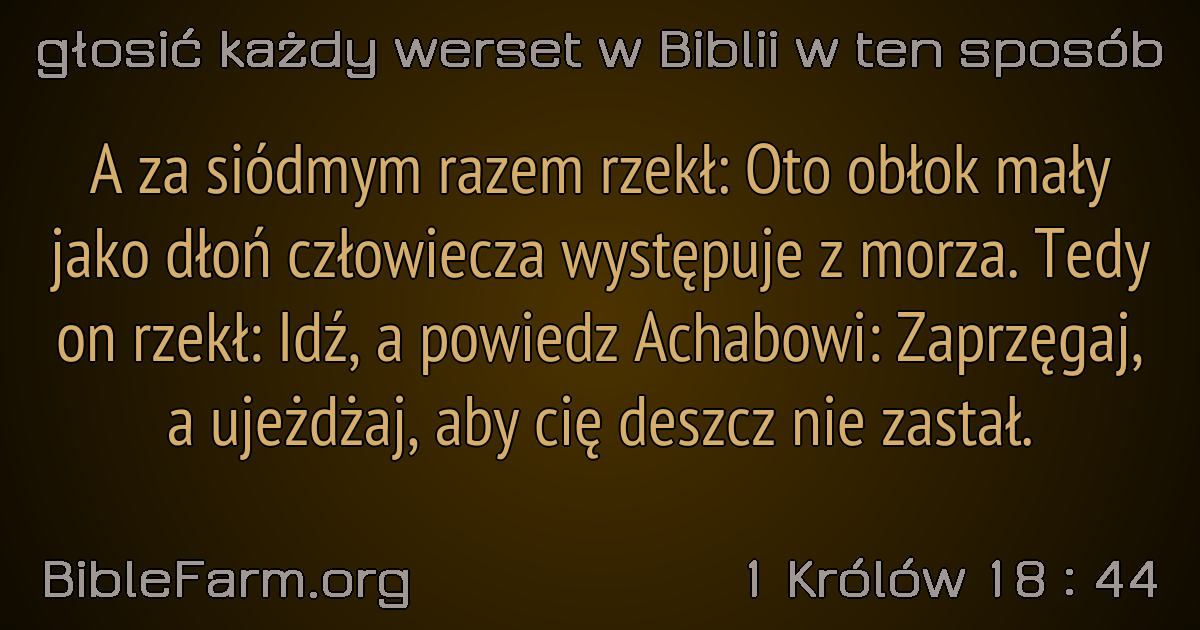 głosić każdy werset w Biblii w ten sposób
A za siódmym razem rzekł: Oto obłok mały
jako dłoń człowiecza występuje z morza. Tedy
on rzekł: Idź, a powiedz Achabowi: Zaprzęgaj,
a ujeżdżaj, aby cię deszcz nie zastał.
BibleFarm.org
1 Królów 18 : 44